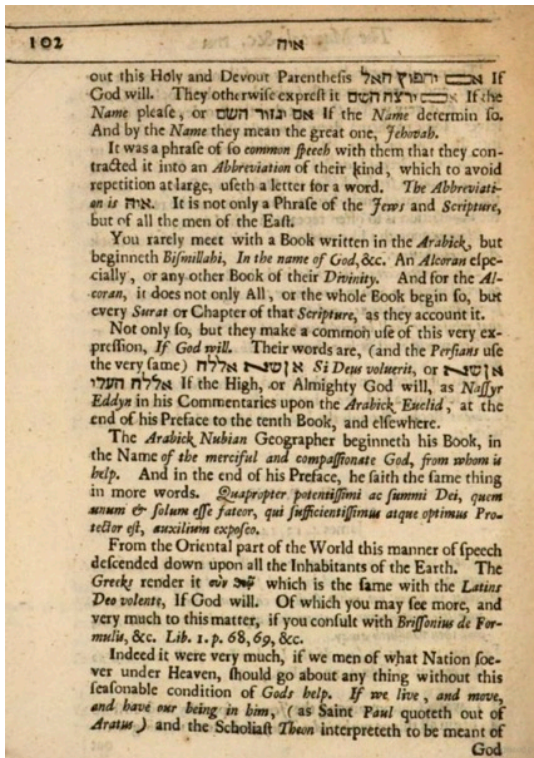 102
איה
out this Holy and Devout Parenthesis אם יחפוץ האל If
God will. They otherwise exprest it אם ירצה השם If the
Name please, or אם יגזור השם If the Name determin so.
And by the Name they mean the great one, Jehovah.
It was a phrase of so common speech with them that they con-
tracted it into an Abbreviation of their kind, which to avoid
repetition at large, useth a letter for a word. The Abbreviati-
on is איה. It is not only a Phrase of the Jews and Scripture,
but of all the men of the East.
You rarely meet with a Book written in the Arabick, but
beginneth Bismillahi, In the name of God, &c. An Alcoran espe-
cially, or any other Book of their Divinity. And for the Al-
coran, it does not only All, or the whole Book begin so, but
every Surat or Chapter of that Scripture, as they account it.
Not only so, but they make a common use of this very ex-
pression, If God will. Their words are, (and the Persians use
the very same) אן שא אללה Si Deus voluerit, or אן שא
אללה העלי If the High, or Almighty God will, as Nassyr
Eddyn in his Commentaries upon the Arabick Euclid, at the
end of his Preface to the tenth Book, and elsewhere.
The Arabick Nubian Geographer beginneth his Book, in
the Name of the merciful and compassionate God, from whom is
help. And in the end of his Preface, he saith the same thing
in more words. Quapropter potentissimi ac summi Dei, quem
unum & solum esse fateor, qui sufficientissimus atque optimus Pro-
tector est, auxilium exposco.
From the Oriental part of the World this manner of speech
descended down upon all the Inhabitants of the Earth. The
Greeks render it σὺν which is the same with the Latins
Deo volente, If God will. Of which you may see more, and
very much to this matter, if you consult with Brissonius de For-
mulis, &c. Lib. 1. p. 68, 69, &c.
Indeed it were very much, if we men of what Nation soe-
ver under Heaven, should go about any thing without this
seasonable condition of Gods help. If we live, and move,
and have our being in him, (as Saint Paul quoteth out of
Aratus) and the Scholiast Theon interpreteth to be meant of
God